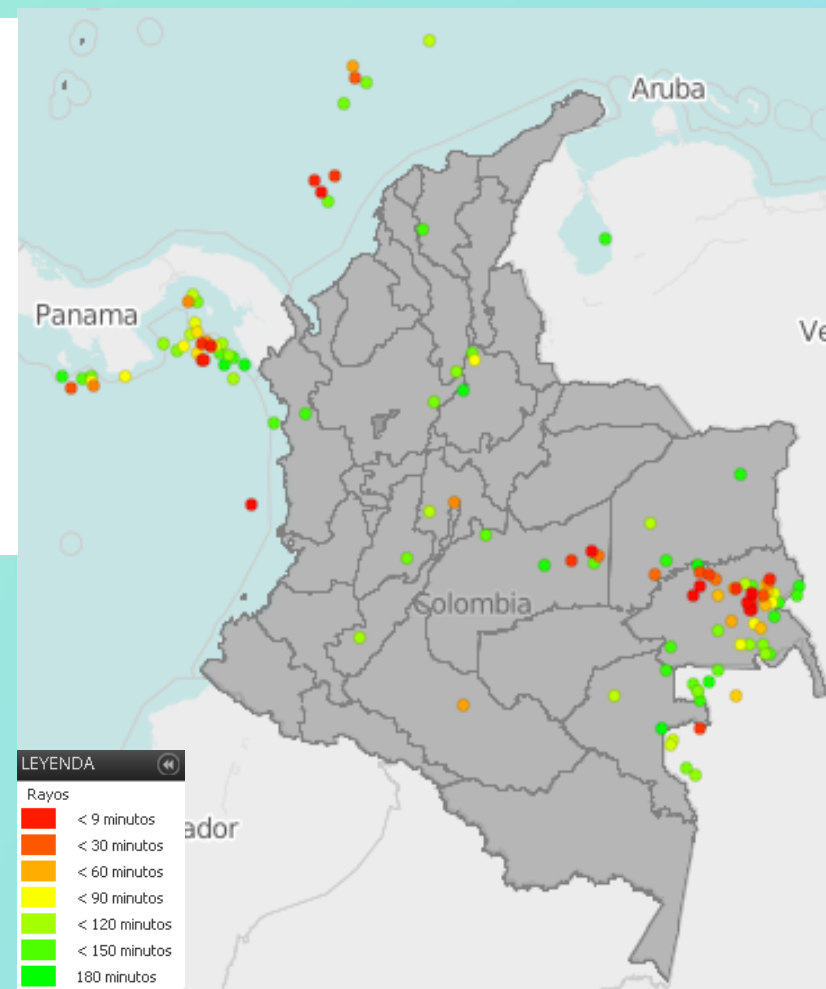 Aruba
Panama
Ve
Colombia
ador
LEYENDA
Rayos
< 9 minutos
< 30 minutos
< 60 minutos
< 90 minutos
< 120 minutos
< 150 minutos
180 minutos